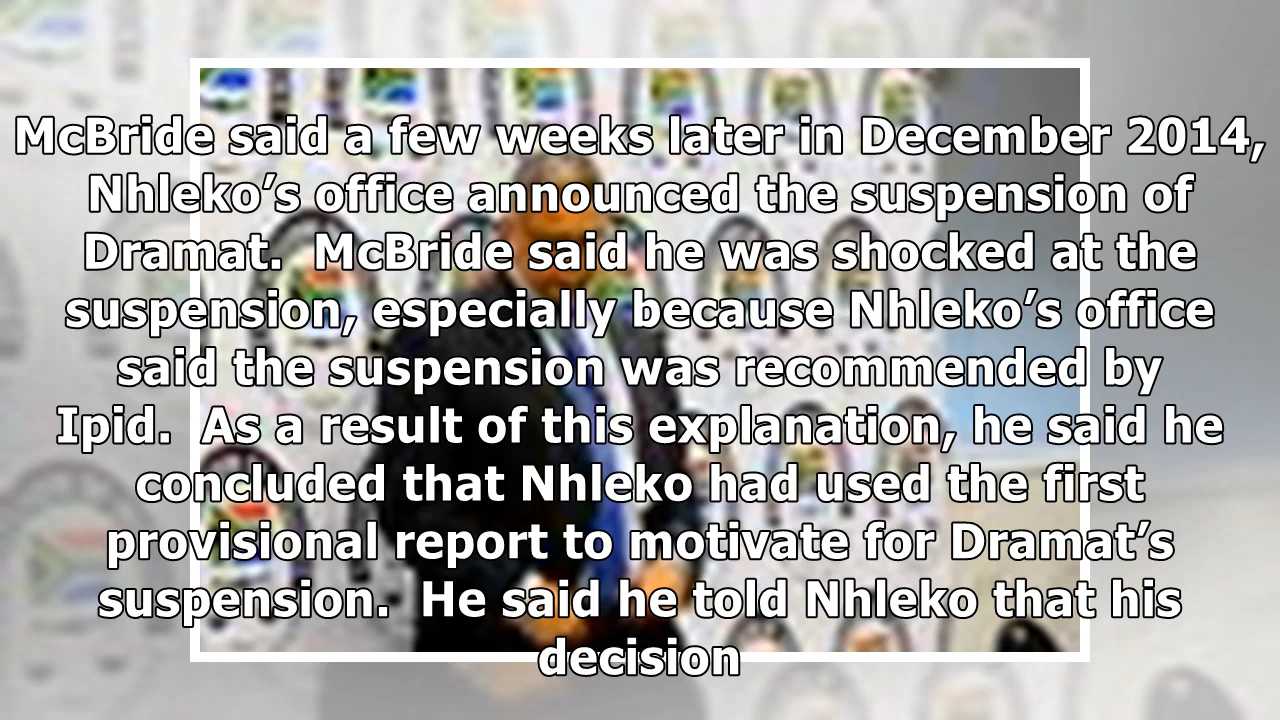 McBride said a few weeks later in December 2014,
Nhleko’s office announced the suspension of
Dramat.  McBride said he was shocked at the
suspension, especially because Nhleko’s office
said the suspension was recommended by
Ipid.  As a result of this explanation, he said he
concluded that Nhleko had used the first
provisional report to motivate for Dramat’s
suspension.  He said he told Nhleko that his
decision